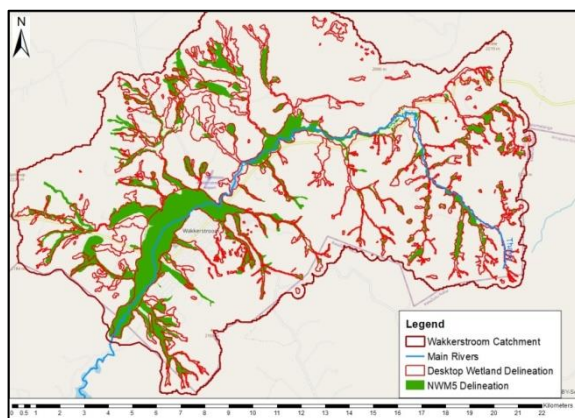 N
Wakkerstroom
Legend
Wakkerstroom Catchment
Main Rivers
Desktop Wetland Delineation
NWM5 Delineation
0 0.5 1 2 3 4 5 6 7 8 9 10 11 12 13 14 15 16 17 18 19 20 21 22
Kilometers